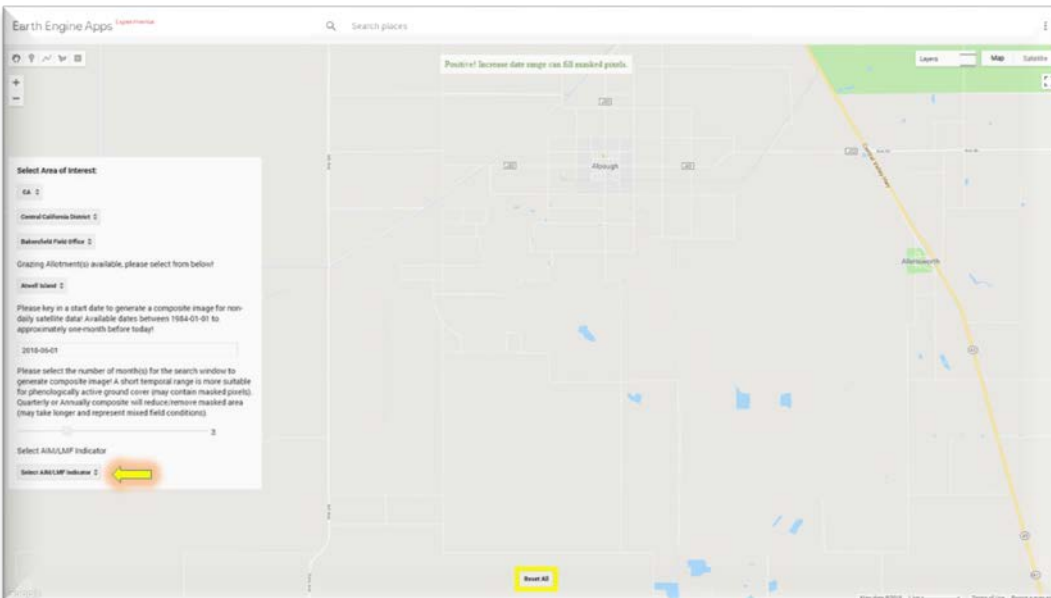 Earth Engine Apps Experimental
Search places
Positive! Increase date range can fill masked pixels.
Layers
Map
Satellite
+
−
Select Area of Interest:
CA
Central California District
Bakersfield Field Office
Grazing Allotment(s) available, please select from below!
Atwell Island
Please key in a start date to generate a composite image for non-
daily satellite data! Available dates between 1984-01-01 to
approximately one-month before today!
2018-06-01
Please select the number of month(s) for the search window to
generate composite image! A short temporal range is more suitable
for phenologically active ground cover (may contain masked pixels).
Quarterly or Annually composite will reduce/remove masked area
(may take longer and represent mixed field conditions).
Select AIM/LMF Indicator
Select AIM/LMF Indicator
Alpaugh
Central Valley Hwy
Allensworth
43
Reset All